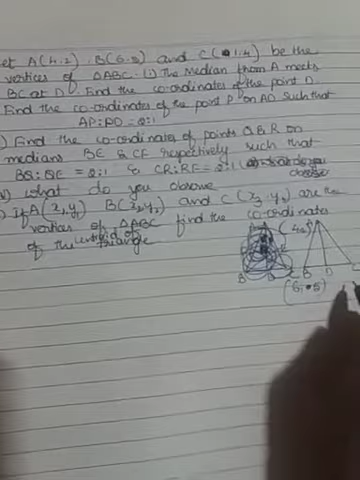 et A(4,2), B(6,5) and C(1,4) be the
vertices of ΔABC. (i) The Median from A meets
BC at D. Find the co-ordinates of the point D.
Find the co-ordinates of the point P on AD such that
AP:PD = 2:1
) Find the co-ordinates of points Q & R on
medians BE & CF respectively such that
BQ:QE = 2:1 & CR:RF = 2:1
) what do you observe
) If A(x,y) B(x2,y2) and C(x3,y3) are the
vertices of ΔABC find the co-ordinates
of the centroid of
triangle
A (4,2)
B D C B D C
(6,5)